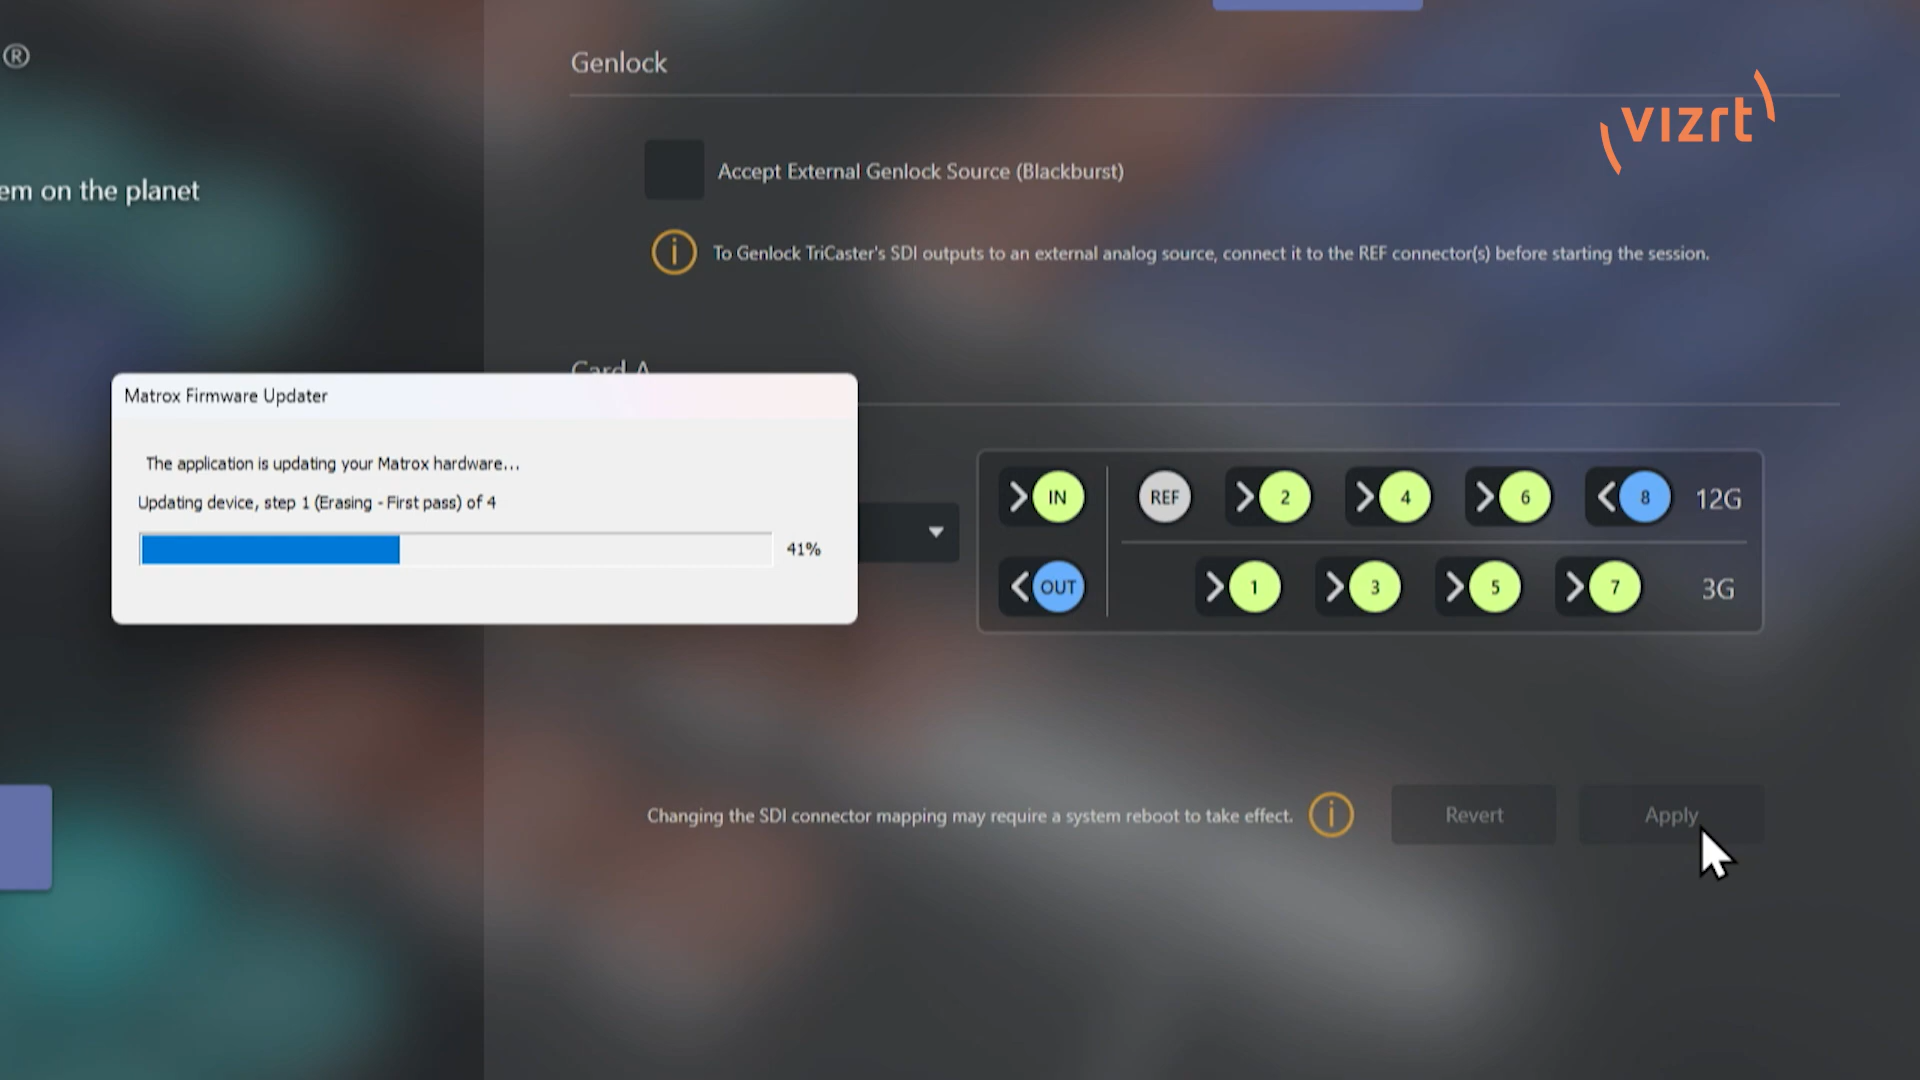 ®
Genlock
vizrt
Accept External Genlock Source (Blackburst)
em on the planet
To Genlock TriCaster's SDI outputs to an external analog source, connect it to the REF connector(s) before starting the session.
Card A
Matrox Firmware Updater
The application is updating your Matrox hardware...
Updating device, step 1 (Erasing - First pass) of 4
41%
IN REF 2 4 6 8 12G
OUT 1 3 5 7 3G
Changing the SDI connector mapping may require a system reboot to take effect.
Revert
Apply